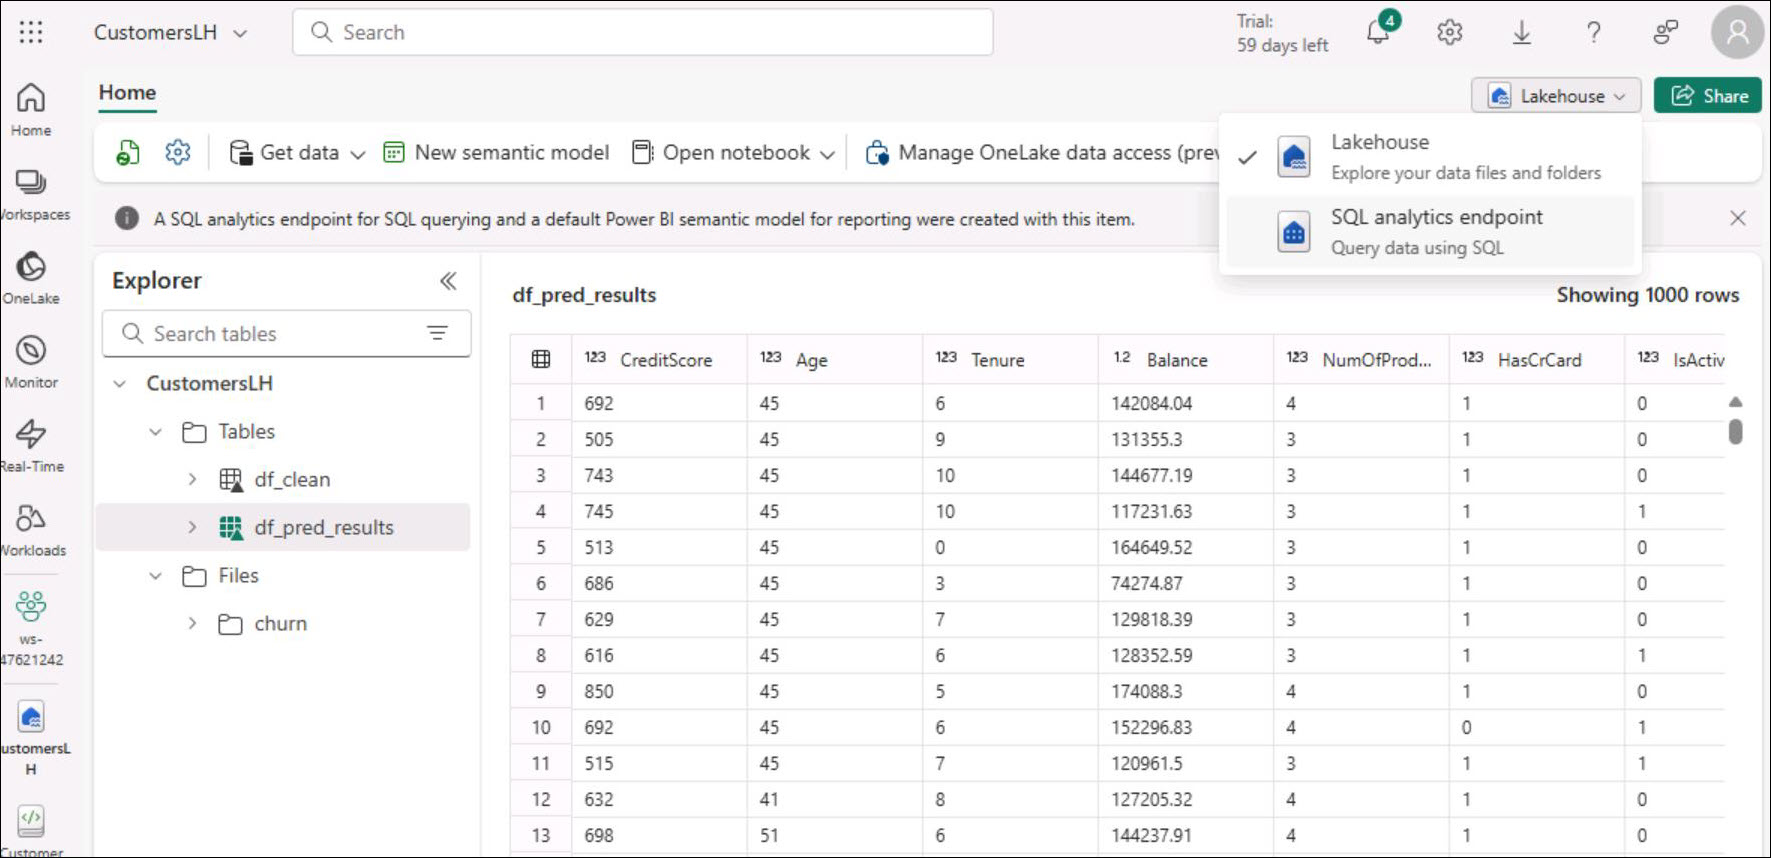 CustomersLH
Search
Trial:
59 days left
4
Home
Lakehouse
Share
Get data
New semantic model
Open notebook
Manage OneLake data access (prev
Lakehouse
Explore your data files and folders
SQL analytics endpoint
Query data using SQL
A SQL analytics endpoint for SQL querying and a default Power BI semantic model for reporting were created with this item.
Home
Workspaces
OneLake
Monitor
Real-Time
Workloads
ws-
47621242
ustomersL
H
Customer
Explorer
Search tables
CustomersLH
Tables
df_clean
df_pred_results
Files
churn
df_pred_results
Showing 1000 rows
123 CreditScore 123 Age 123 Tenure 1.2 Balance 123 NumOfProd... 123 HasCrCard 123 IsActiv
1 692 45 6 142084.04 4 1 0
2 505 45 9 131355.3 3 1 0
3 743 45 10 144677.19 3 1 0
4 745 45 10 117231.63 3 1 1
5 513 45 0 164649.52 3 1 0
6 686 45 3 74274.87 3 1 0
7 629 45 7 129818.39 3 1 0
8 616 45 6 128352.59 3 1 1
9 850 45 5 174088.3 4 1 0
10 692 45 6 152296.83 4 0 1
11 515 45 7 120961.5 3 1 1
12 632 41 8 127205.32 4 1 0
13 698 51 6 144237.91 4 1 0